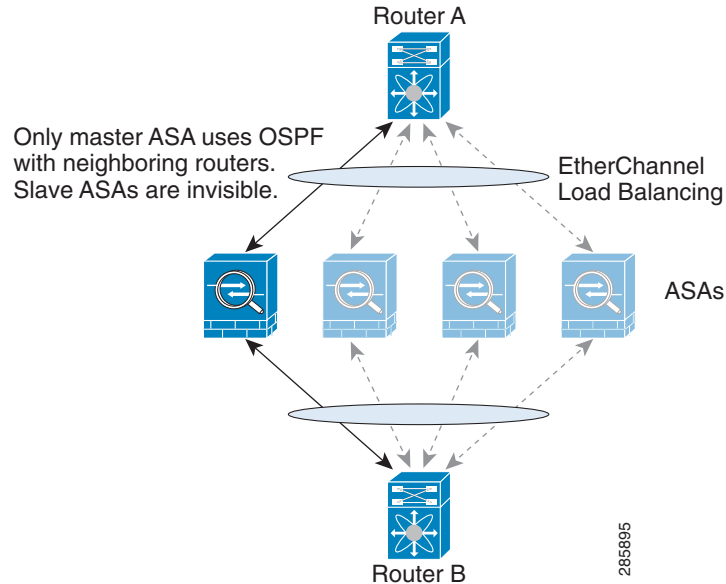 Router A
Only master ASA uses OSPF
with neighboring routers.
Slave ASAs are invisible.
EtherChannel
Load Balancing
ASAs
Router B
285895